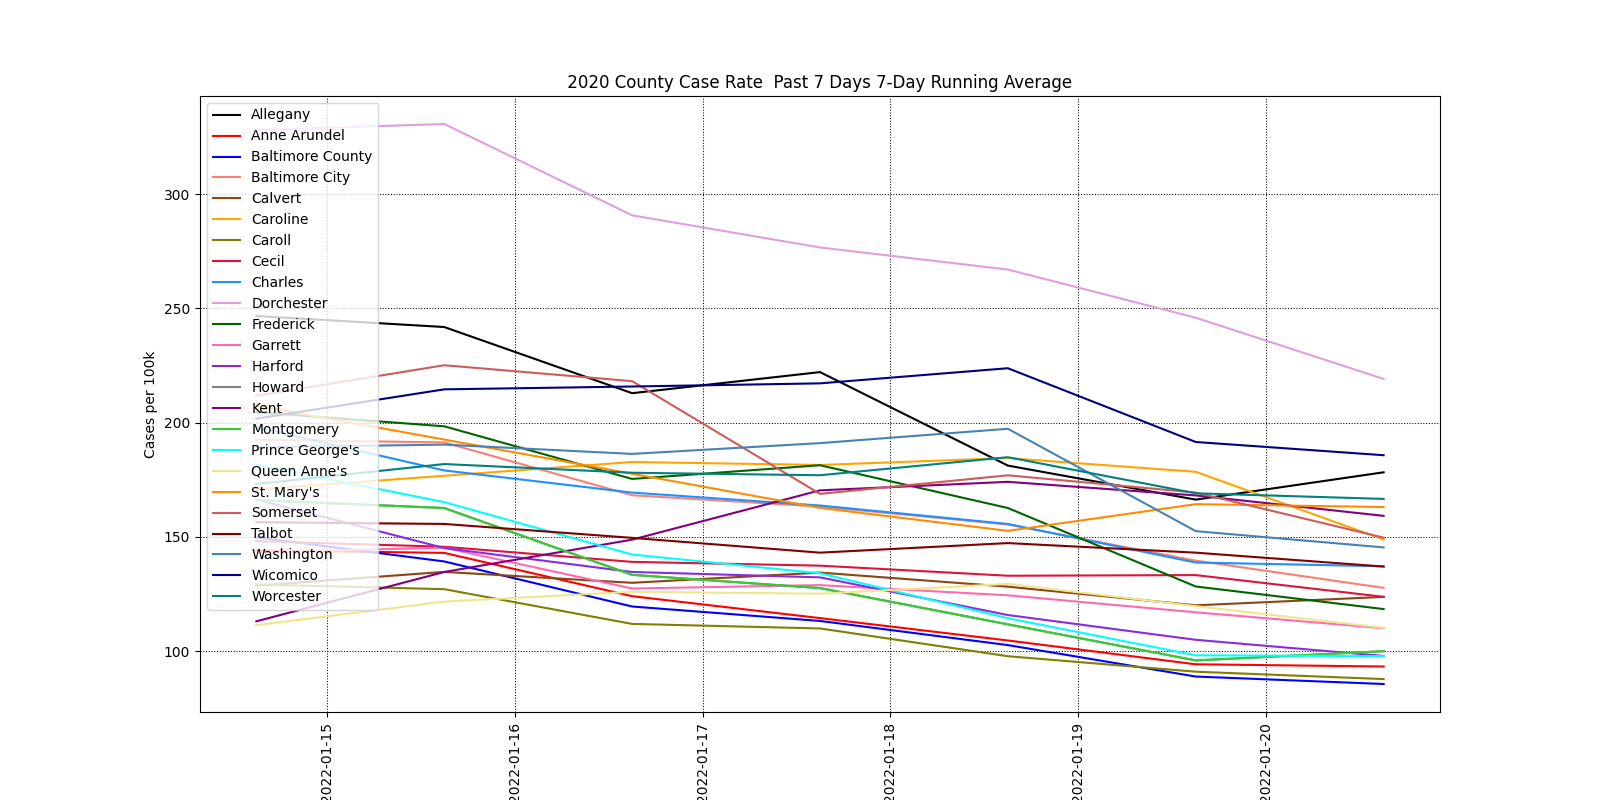 2020 County Case Rate  Past 7 Days 7-Day Running Average
Allegany
Anne Arundel
Baltimore County
Baltimore City
Calvert
Caroline
Caroll
Cecil
Charles
Dorchester
Frederick
Garrett
Harford
Howard
Kent
Montgomery
Prince George's
Queen Anne's
St. Mary's
Somerset
Talbot
Washington
Wicomico
Worcester
Cases per 100k
300
250
200
150
100
2022-01-15
2022-01-16
2022-01-17
2022-01-18
2022-01-19
2022-01-20